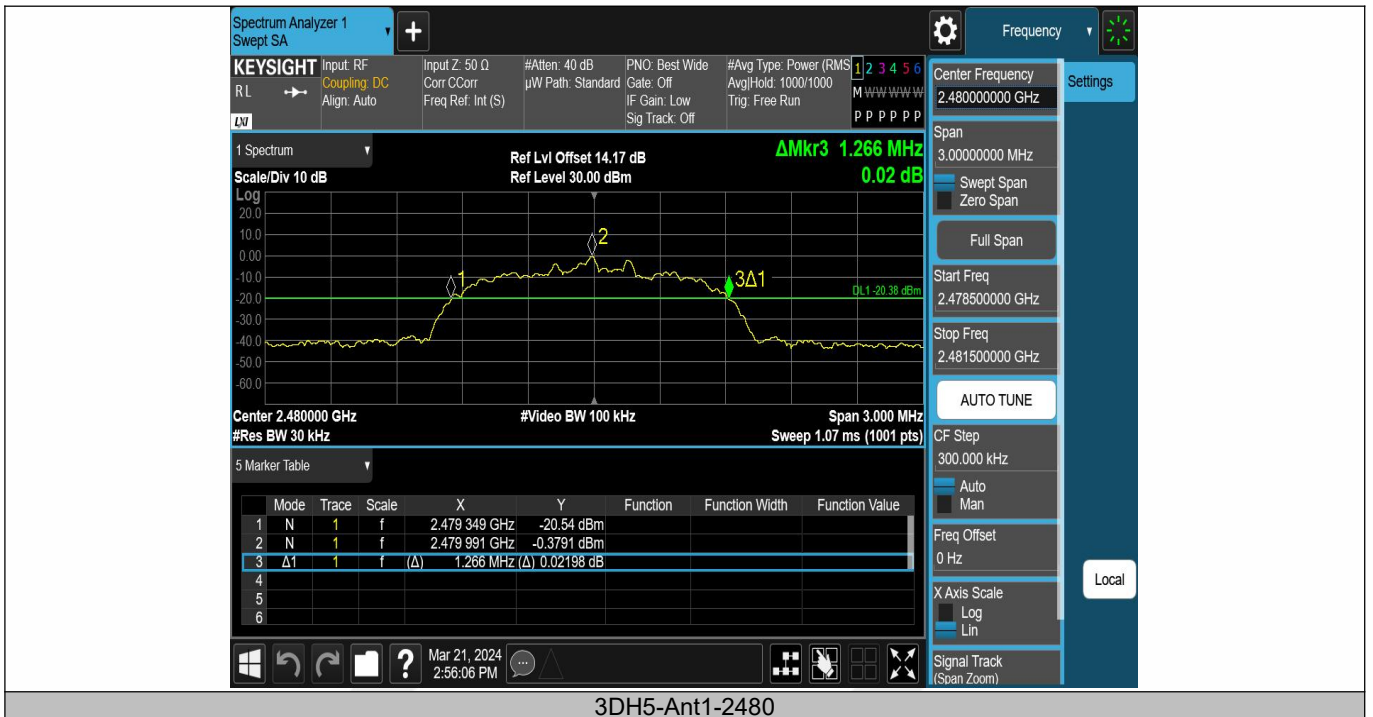 Spectrum Analyzer 1
Swept SA
+
Frequency
KEYSIGHT
RL
LXI
Input: RF
Coupling: DC
Align: Auto
Input Z: 50 Ω
Corr CCorr
Freq Ref: Int (S)
#Atten: 40 dB
µW Path: Standard
PNO: Best Wide
Gate: Off
IF Gain: Low
Sig Track: Off
#Avg Type: Power (RMS
Avg|Hold: 1000/1000
Trig: Free Run
1 2 3 4 5 6
M W W W W W
P P P P P P
1 Spectrum
Scale/Div 10 dB
Ref Lvl Offset 14.17 dB
Ref Level 30.00 dBm
ΔMkr3 1.266 MHz
0.02 dB
Log
20.0
10.0
0.00
-10.0
-20.0
-30.0
-40.0
-50.0
-60.0
1
2
3Δ1
DL1 -20.38 dBm
Center 2.480000 GHz
#Video BW 100 kHz
Span 3.000 MHz
#Res BW 30 kHz
Sweep 1.07 ms (1001 pts)
5 Marker Table
Mode Trace Scale X Y Function Function Width Function Value
1 N 1 f 2.479 349 GHz -20.54 dBm
2 N 1 f 2.479 991 GHz -0.3791 dBm
3 Δ1 1 f (Δ) 1.266 MHz (Δ) 0.02198 dB
4
5
6
?
Mar 21, 2024
2:56:06 PM
Center Frequency
2.480000000 GHz
Span
3.00000000 MHz
Swept Span
Zero Span
Full Span
Start Freq
2.478500000 GHz
Stop Freq
2.481500000 GHz
AUTO TUNE
CF Step
300.000 kHz
Auto
Man
Freq Offset
0 Hz
X Axis Scale
Log
Lin
Signal Track
(Span Zoom)
Settings
Local
3DH5-Ant1-2480